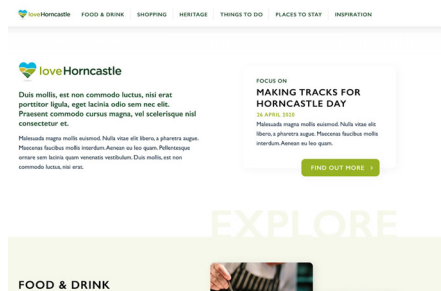 loveHorncastle FOOD & DRINK SHOPPING HERITAGE THINGS TO DO PLACES TO STAY INSPIRATION
loveHorncastle
Duis mollis, est non commodo luctus, nisi erat
porttitor ligula, eget lacinia odio sem nec elit.
Praesent commodo cursus magna, vel scelerisque nisl
consectetur et.
Malesuada magna mollis euismod. Nulla vitae elit libero, a pharetra augue.
Maecenas faucibus mollis interdum. Aenean eu leo quam. Pellentesque
ornare sem lacinia quam venenatis vestibulum. Duis mollis, est non
commodo luctus, nisi erat.
FOCUS ON
MAKING TRACKS FOR
HORNCASTLE DAY
26 APRIL 2020
Malesuada magna mollis euismod. Nulla vitae elit
libero, a pharetra augue. Maecenas faucibus mollis
interdum. Aenean eu leo quam.
FIND OUT MORE
EXPLORE
FOOD & DRINK